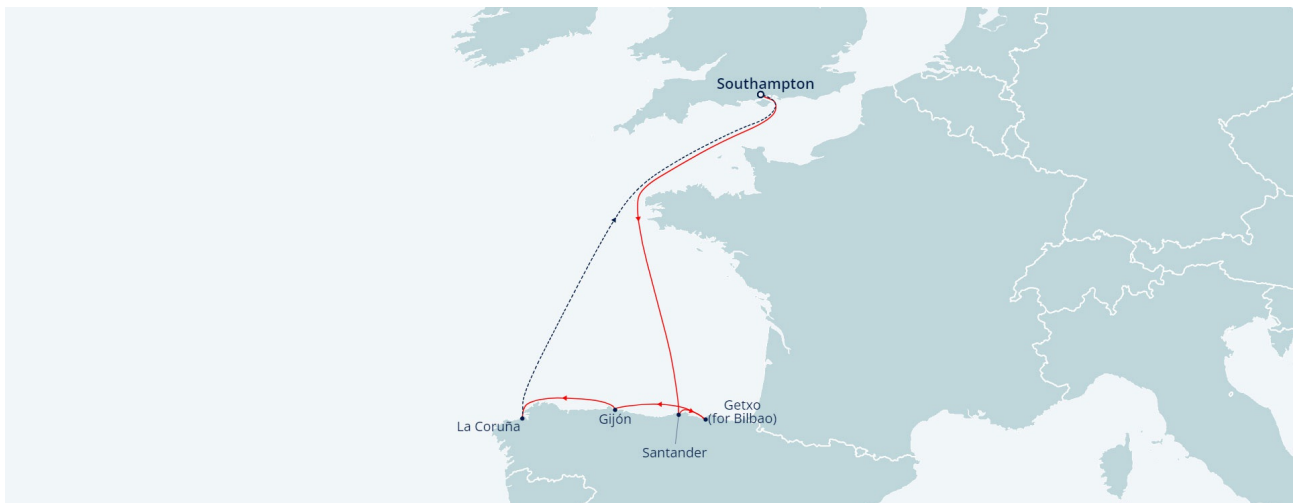 Southampton
Getxo
(for Bilbao)
La Coruña
Gijón
Santander